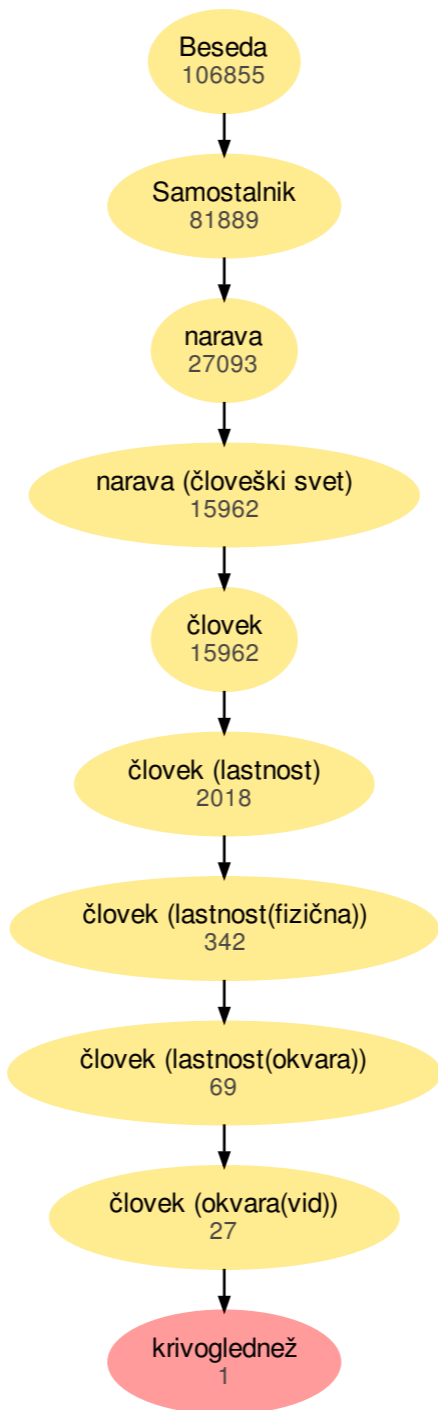 Beseda
106855
Samostalnik
81889
narava
27093
narava (človeški svet)
15962
človek
15962
človek (lastnost)
2018
človek (lastnost(fizična))
342
človek (lastnost(okvara))
69
človek (okvara(vid))
27
krivoglednež
1